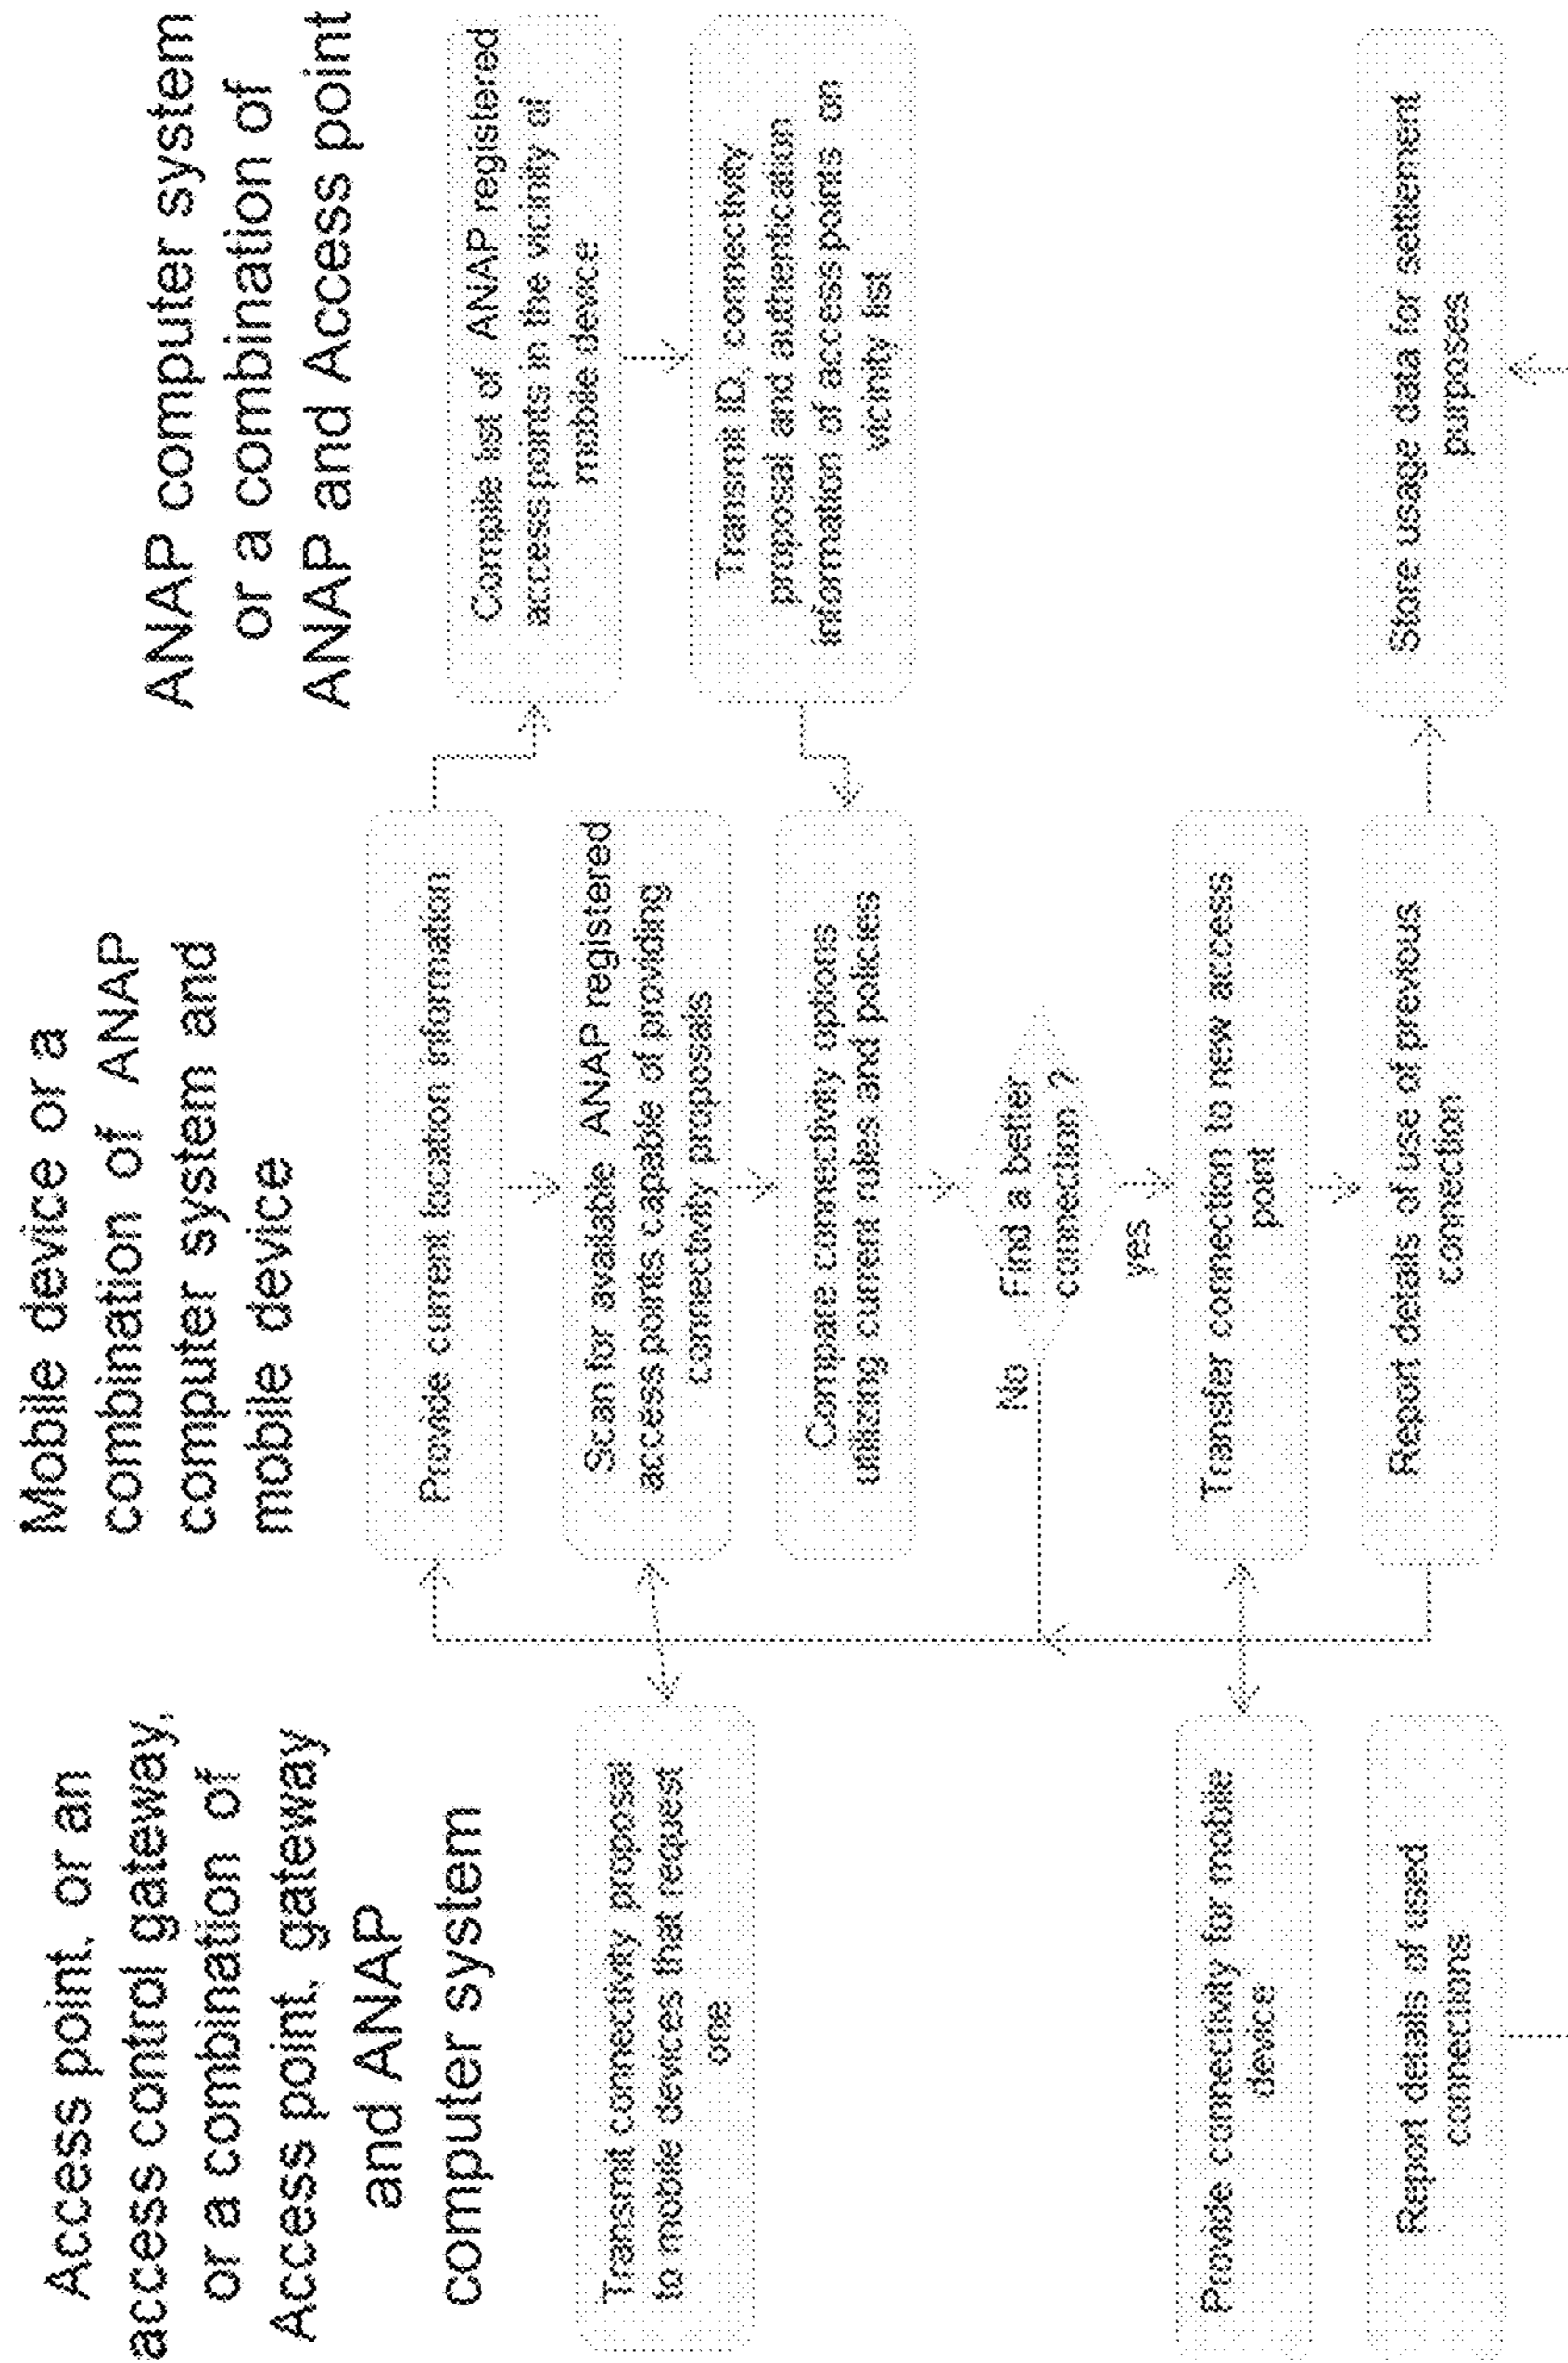 Access point, or an
access control gateway,
or a combination of
Access point, gateway
and ANAP
computer system
Transmit connectivity proposal
to mobile devices that request
one
Provide connectivity for mobile
device
Report details of used
connections
Mobile device or a
combination of ANAP
computer system and
mobile device
Provide current location information
Scan for available ANAP registered
access points capable of providing
connectivity proposals
Compare connectivity options
utilizing current rules and policies
Find a better
connection ?
No
yes
Transfer connection to new access
point
Report details of use of previous
connection
ANAP computer system
or a combination of
ANAP and Access point
Compile list of ANAP registered
access points in the vicinity of
mobile device
Transmit ID, connectivity
proposal and authentication
information of access points on
vicinity list
Store usage data for settlement
purposes